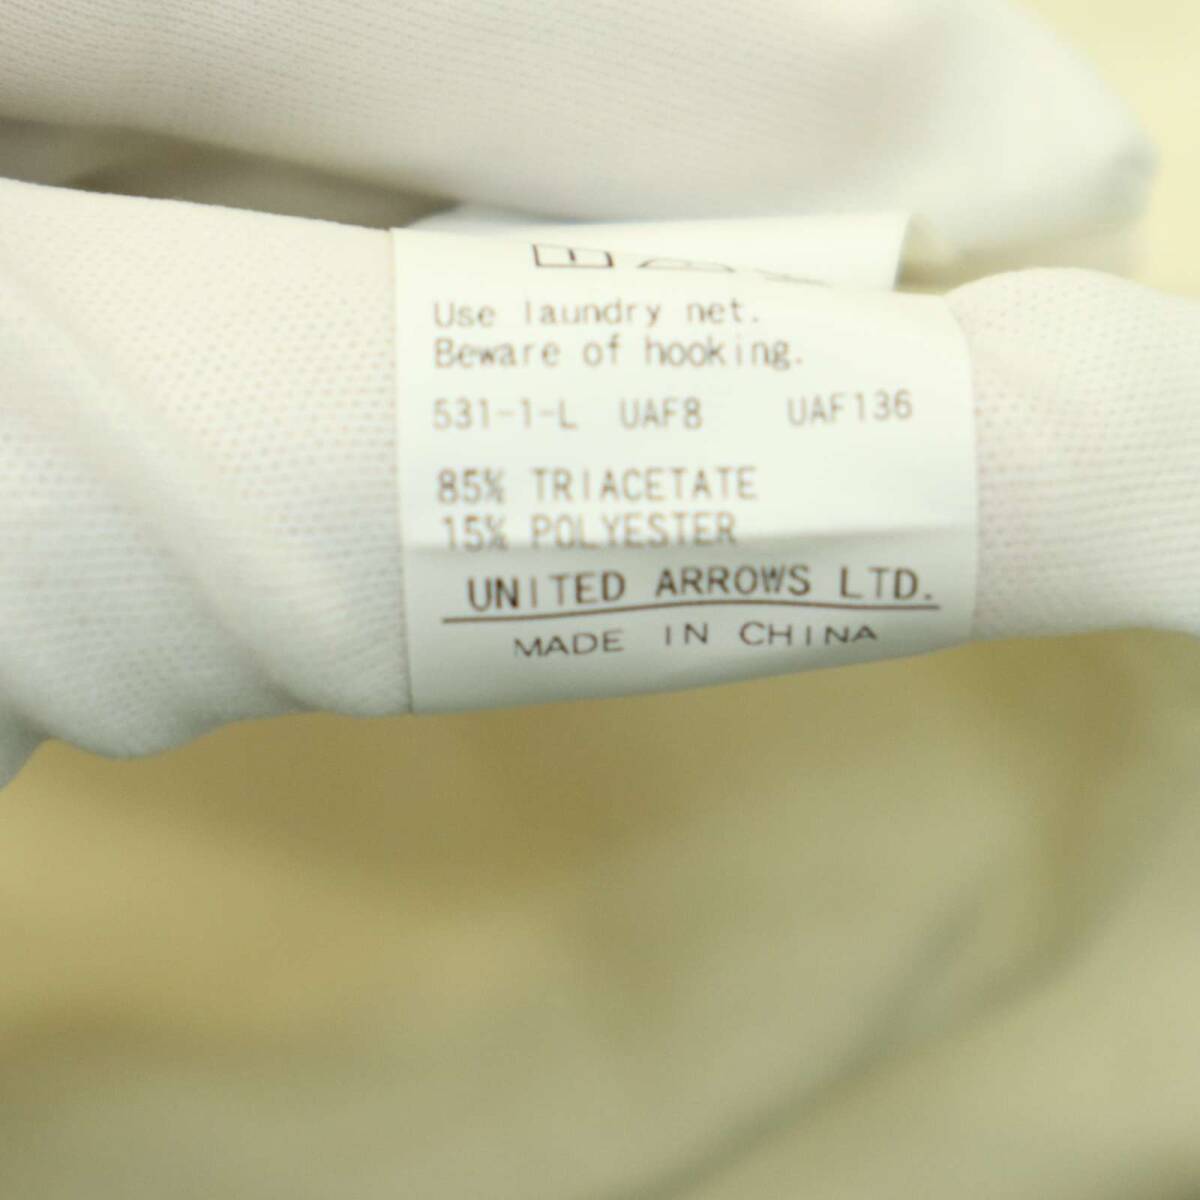 Use laundry net.
Beware of hooking.
531-1-L UAF8 UAF136
85% TRIACETATE
15% POLYESTER
UNITED ARROWS LTD.
MADE IN CHINA